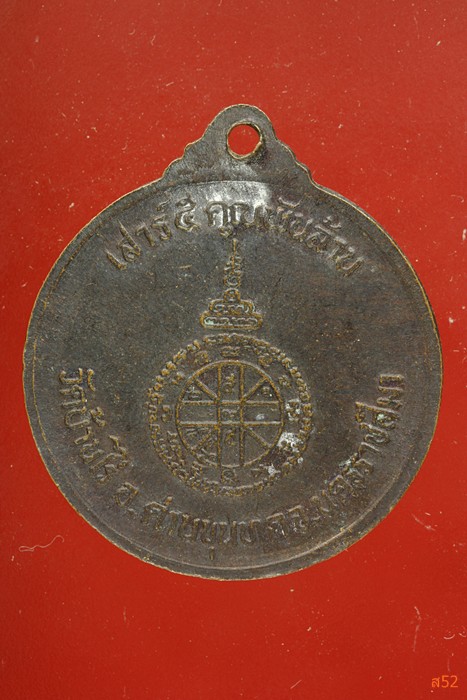 เสาร์ ๕ คูณพันล้าน
วัดบ้านไร่ อ.ด่านขุนทด จ.นครราชสีมา
ส52